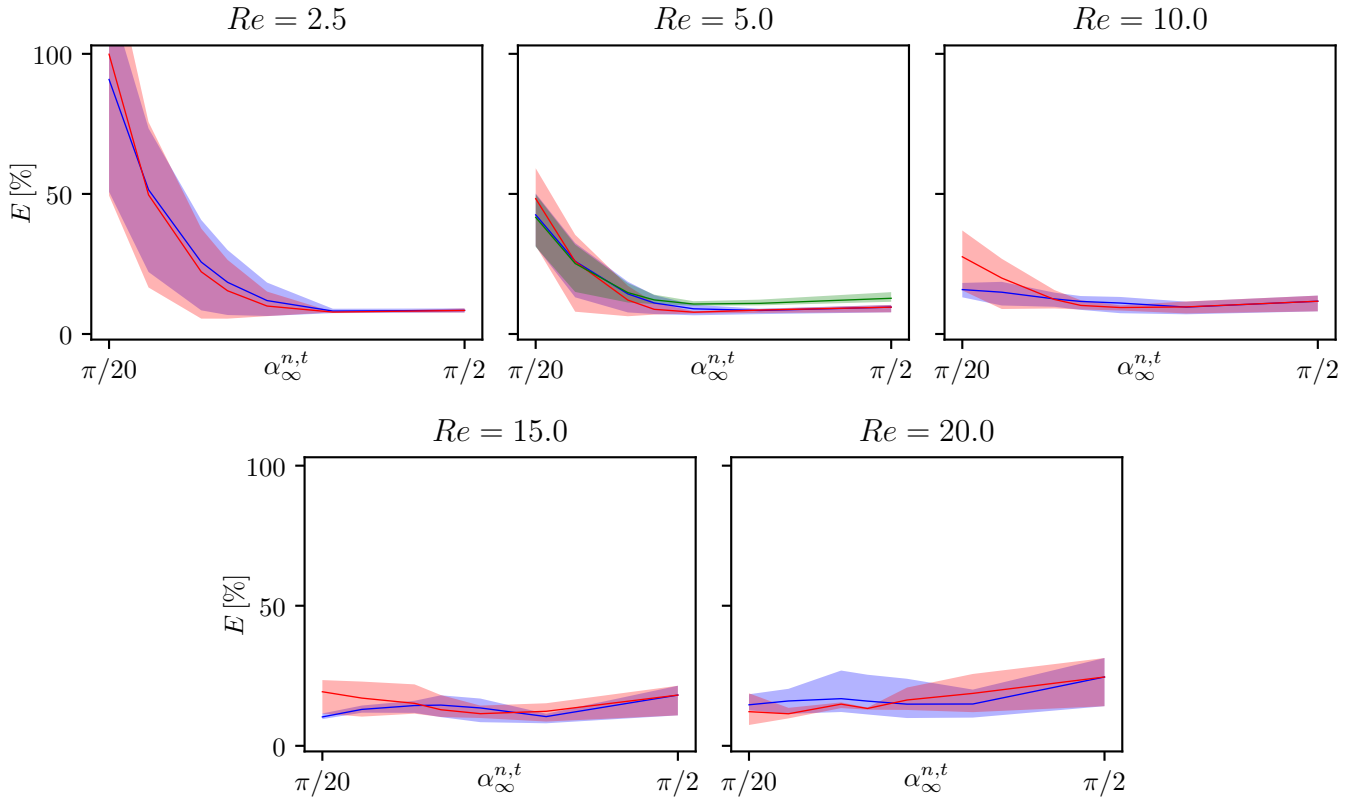 Re = 2.5
Re = 5.0
Re = 10.0
100
50
0
E [%]
π/20
α∞^{n,t}
π/2
π/20
α∞^{n,t}
π/2
π/20
α∞^{n,t}
π/2
Re = 15.0
Re = 20.0
100
50
0
E [%]
π/20
α∞^{n,t}
π/2
π/20
α∞^{n,t}
π/2